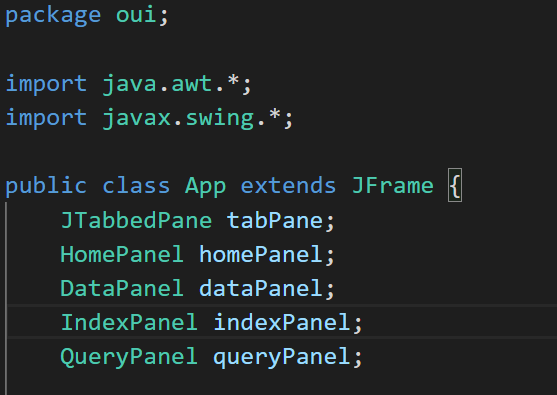 package oui;
import java.awt.*;
import javax.swing.*;
public class App extends JFrame {
JTabbedPane tabPane;
HomePanel homePanel;
DataPanel dataPanel;
IndexPanel indexPanel;
QueryPanel queryPanel;